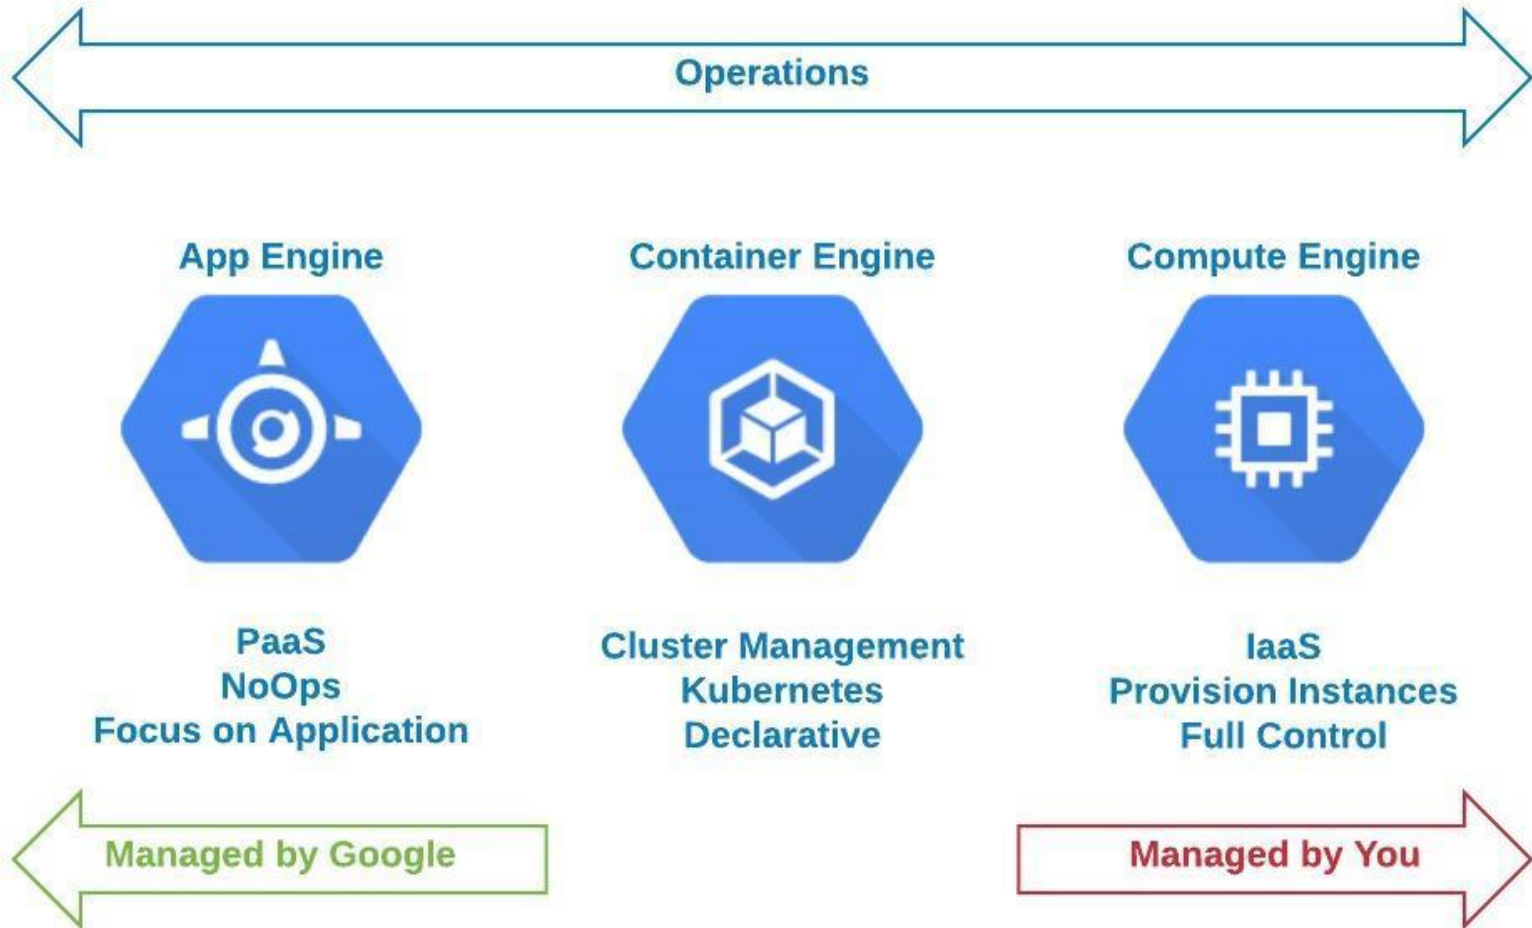 Operations
App Engine
Container Engine
Compute Engine
PaaS
NoOps
Focus on Application
Cluster Management
Kubernetes
Declarative
IaaS
Provision Instances
Full Control
Managed by Google
Managed by You